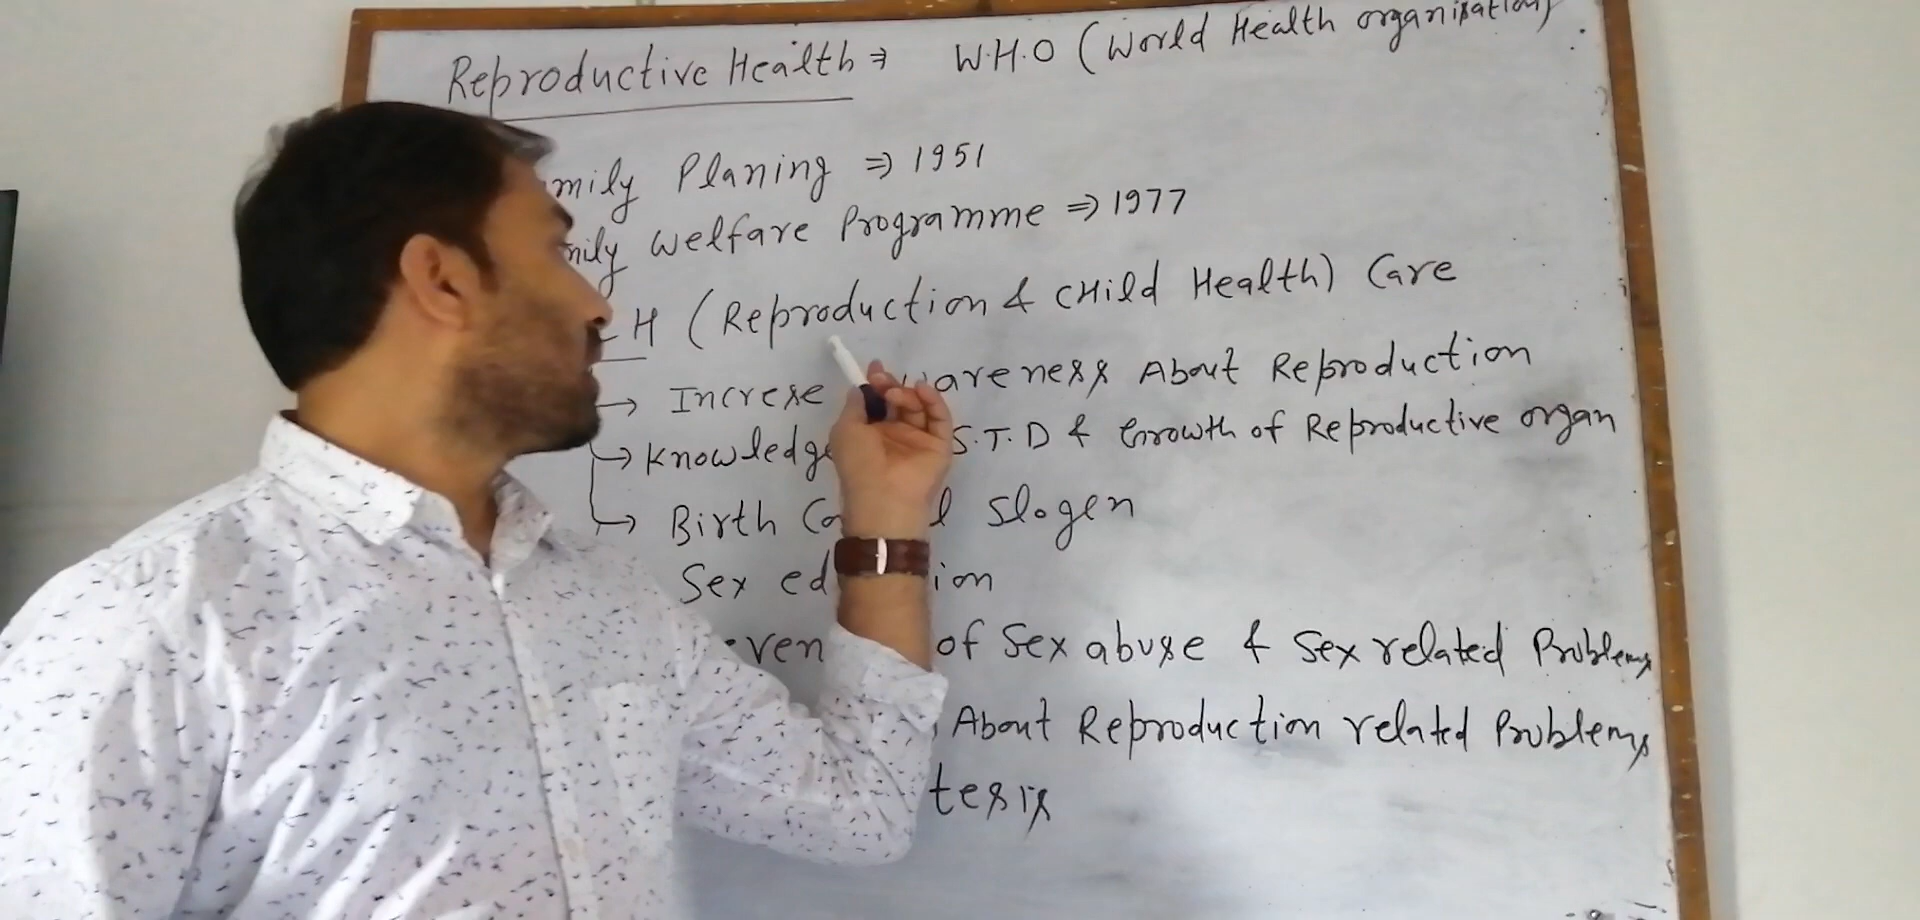 Reproductive Health ⇒ W.H.O (World Health organisation)
mily Planing ⇒ 1951
mily welfare Programme ⇒ 1977
H (Reproduction & CHild Health) Care
→ Increse wareness About Reproduction
→ Knowledge S.T.D & Growth of Reproductive organ
→ Birth Co l Slogen
Sex ed ion
ven of Sex abuse & Sex related Problems
About Reproduction related Problems
tesis